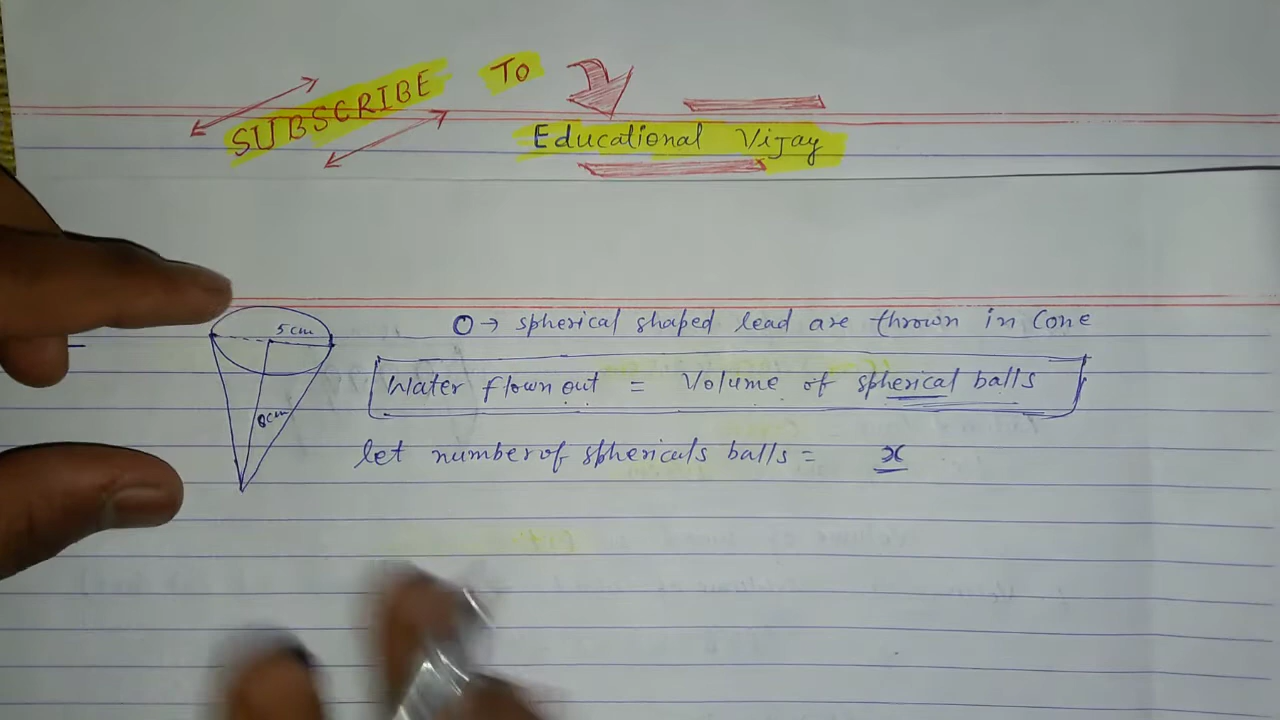 SUBSCRIBE To
Educational Vijay
5cm
O → spherical shaped lead are thrown in Cone
Water flown out = Volume of spherical balls
8cm
let number of sphericals balls = x